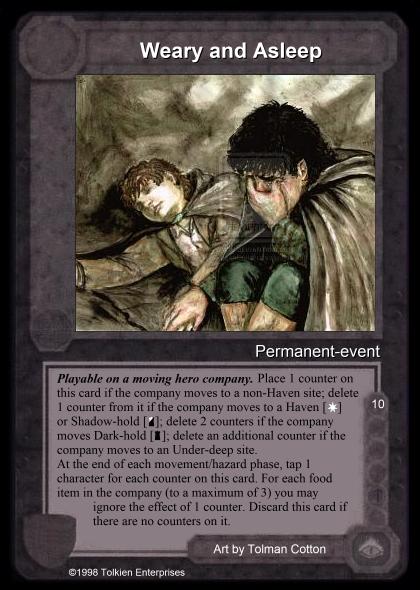 Weary and Asleep
Permanent-event
Playable on a moving hero company. Place 1 counter on
this card if the company moves to a non-Haven site; delete
1 counter from it if the company moves to a Haven [ ]
or Shadow-hold [ ]; delete 2 counters if the company
moves Dark-hold [ ]; delete an additional counter if the
company moves to an Under-deep site.
At the end of each movement/hazard phase, tap 1
character for each counter on this card. For each food
item in the company (to a maximum of 3) you may
ignore the effect of 1 counter. Discard this card if
there are no counters on it.
10
Art by Tolman Cotton
©1998 Tolkien Enterprises